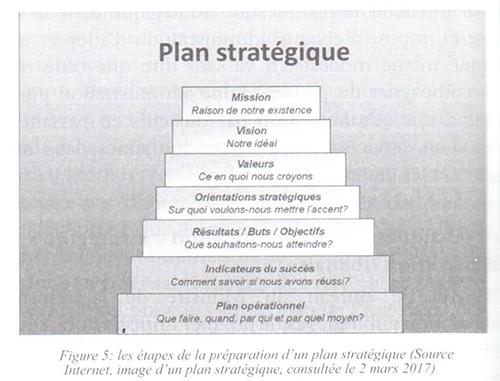 Plan stratégique
Mission
Raison de notre existence
Vision
Notre idéal
Valeurs
Ce en quoi nous croyons
Orientations stratégiques
Sur quoi voulons-nous mettre l'accent?
Résultats / Buts / Objectifs
Que souhaitons-nous atteindre?
Indicateurs du succès
Comment savoir si nous avons réussi?
Plan opérationnel
Que faire, quand, par qui et par quel moyen?
Figure 5: les étapes de la préparation d'un plan stratégique (Source
Internet, image d'un plan stratégique, consultée le 2 mars 2017)